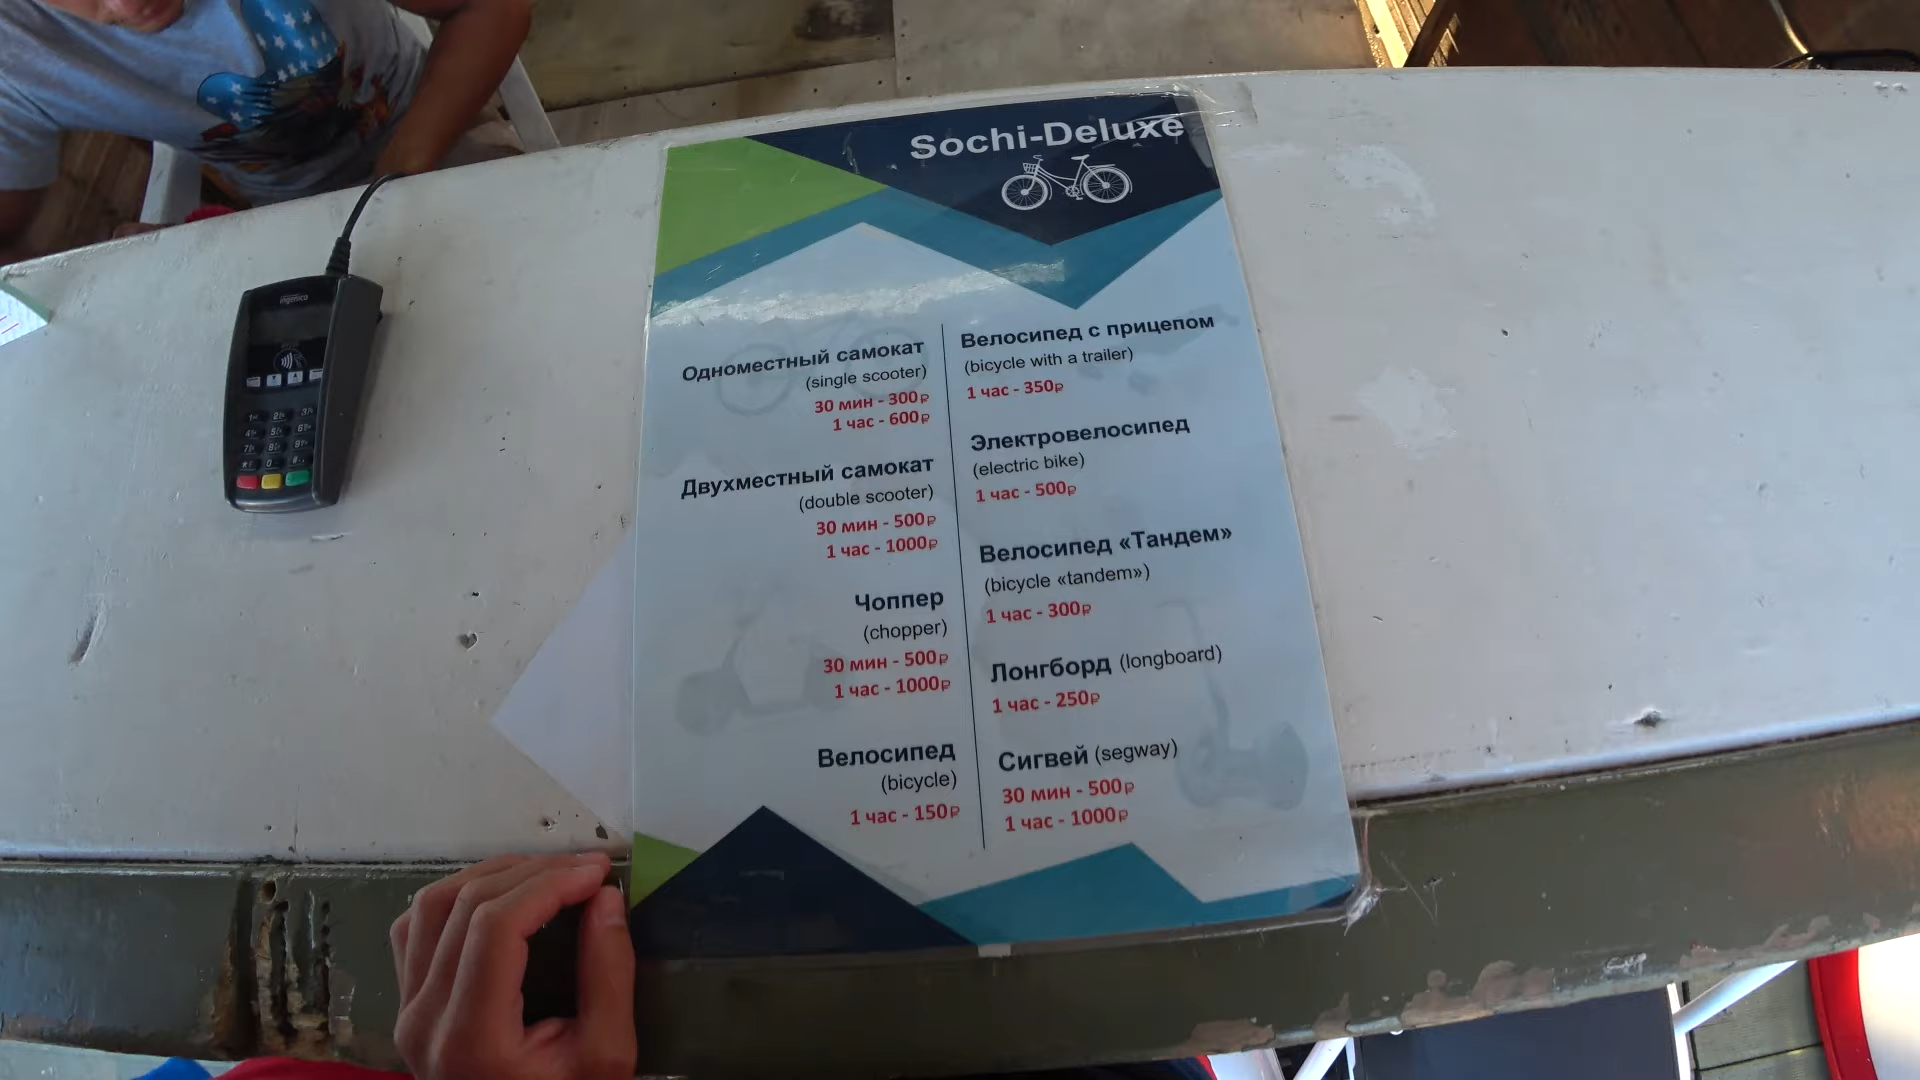 Sochi-Deluxe
Одноместный самокат
(single scooter)
30 мин - 300₽
1 час - 600₽
Двухместный самокат
(double scooter)
30 мин - 500₽
1 час - 1000₽
Чоппер
(chopper)
30 мин - 500₽
1 час - 1000₽
Велосипед
(bicycle)
1 час - 150₽
Велосипед с прицепом
(bicycle with a trailer)
1 час - 350₽
Электровелосипед
(electric bike)
1 час - 500₽
Велосипед «Тандем»
(bicycle «tandem»)
1 час - 300₽
Лонгборд (longboard)
1 час - 250₽
Сигвей (segway)
30 мин - 500₽
1 час - 1000₽
ingenico